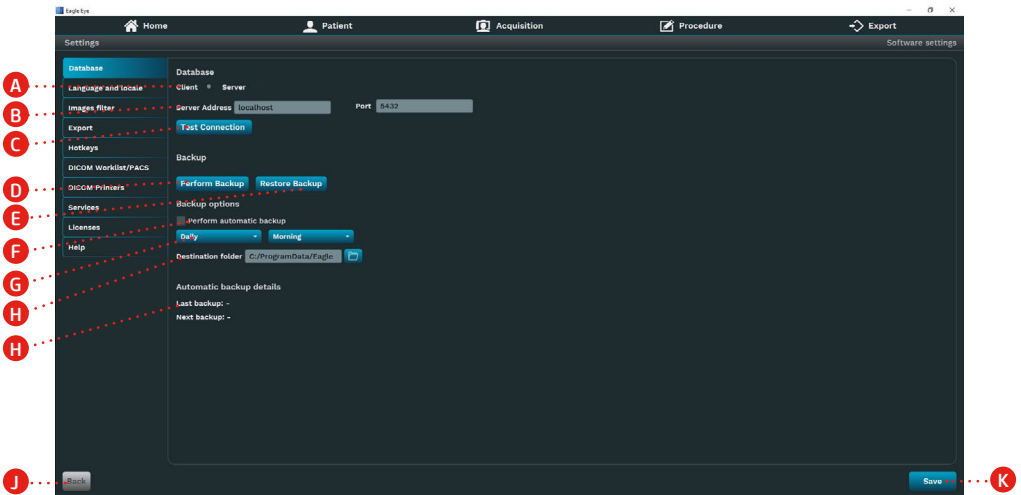 Eagle Eye
Home Patient Acquisition Procedure Export
Settings Software settings
Database
Language and locale
Images filter
Export
Hotkeys
DICOM Worklist/PACS
DICOM Printers
Services
Licenses
Help
Database
Client Server
Server Address localhost Port 5432
Test Connection
Backup
Perform Backup Restore Backup
Backup options
Perform automatic backup
Daily Morning
Destination folder C:/ProgramData/Eagle
Automatic backup details
Last backup: -
Next backup: -
Back Save
A
B
C
D
E
F
G
H
H
J
K